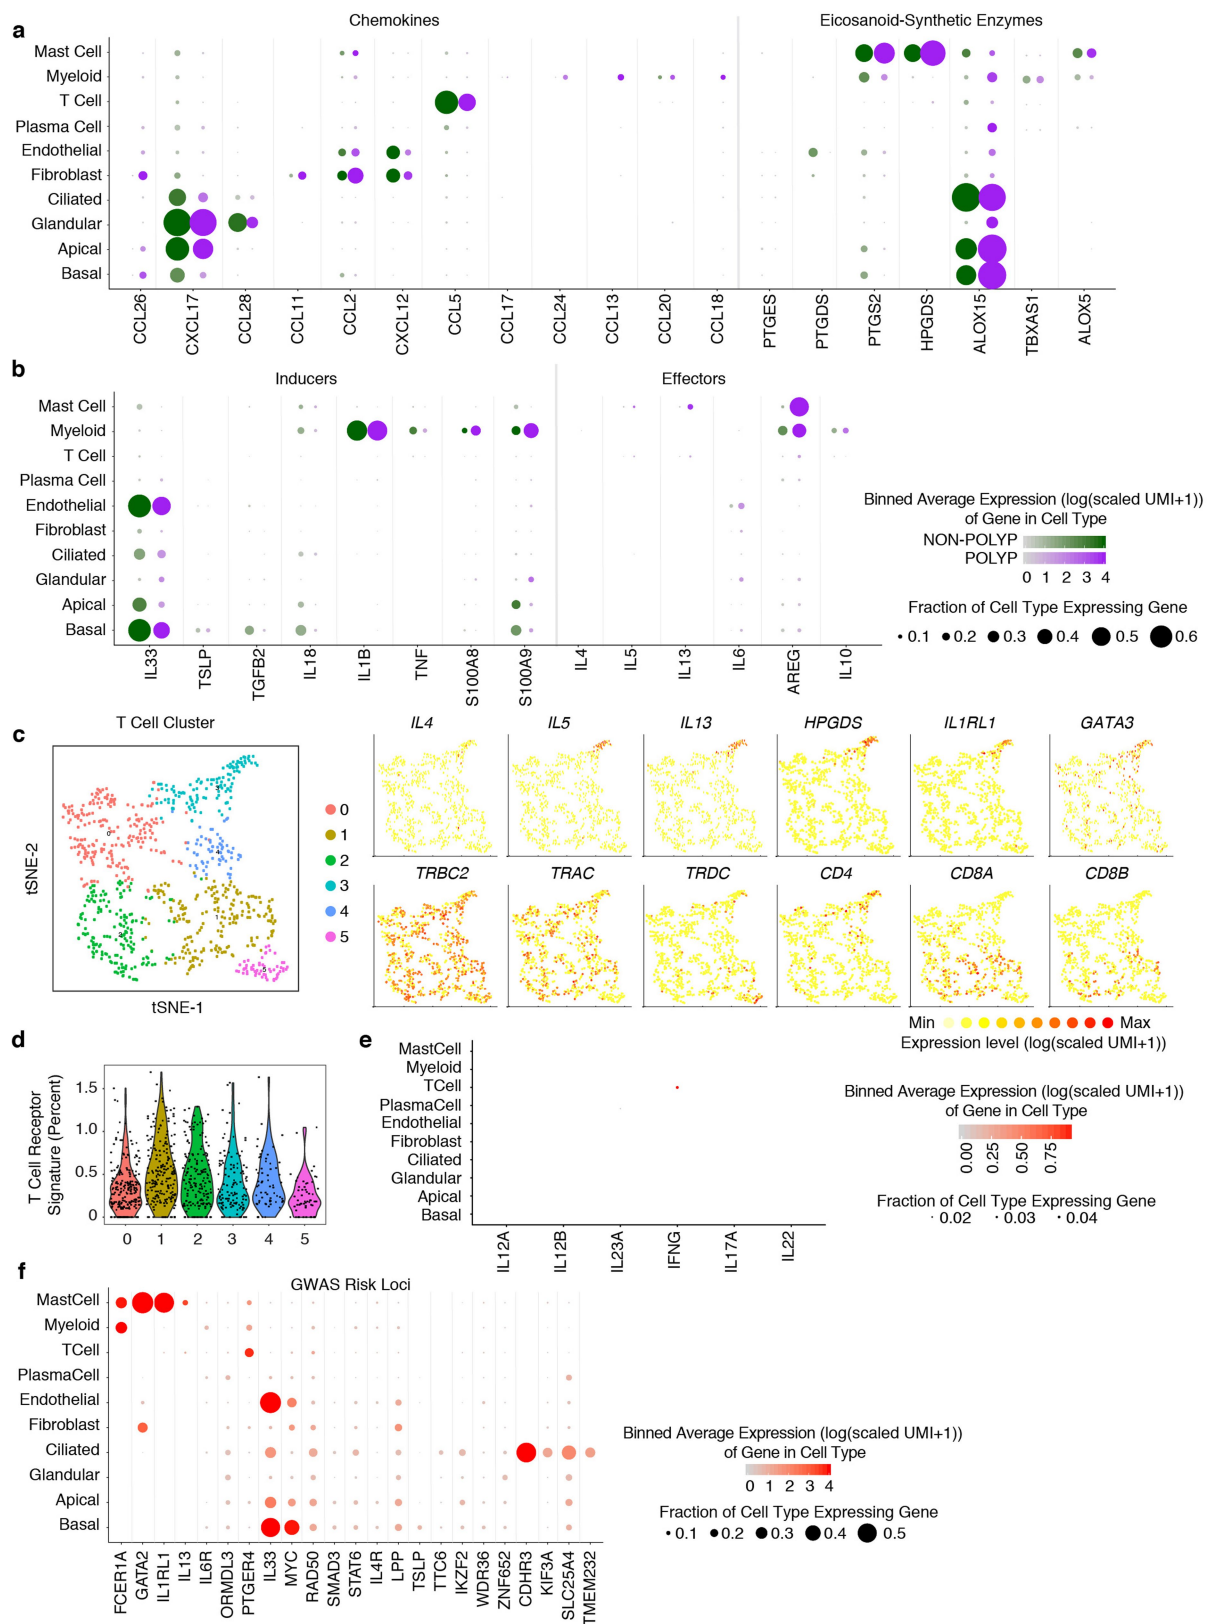 a
Chemokines
Eicosanoid-Synthetic Enzymes
Mast Cell
Myeloid
T Cell
Plasma Cell
Endothelial
Fibroblast
Ciliated
Glandular
Apical
Basal
CCL26
CXCL17
CCL28
CCL11
CCL2
CXCL12
CCL5
CCL17
CCL24
CCL13
CCL20
CCL18
PTGES
PTGDS
PTGS2
HPGDS
ALOX15
TBXAS1
ALOX5
b
Inducers
Effectors
Mast Cell
Myeloid
T Cell
Plasma Cell
Endothelial
Fibroblast
Ciliated
Glandular
Apical
Basal
IL33
TSLP
TGFB2
IL18
IL1B
TNF
S100A8
S100A9
IL4
IL5
IL13
IL6
AREG
IL10
Binned Average Expression (log(scaled UMI+1))
of Gene in Cell Type
NON-POLYP
POLYP
0 1 2 3 4
Fraction of Cell Type Expressing Gene
0.1 0.2 0.3 0.4 0.5 0.6
c
T Cell Cluster
tSNE-2
tSNE-1
0
3
4
1
2
5
0
1
2
3
4
5
IL4
IL5
IL13
HPGDS
IL1RL1
GATA3
TRBC2
TRAC
TRDC
CD4
CD8A
CD8B
Min Max
Expression level (log(scaled UMI+1))
d
T Cell Receptor
Signature (Percent)
1.5
1.0
0.5
0
0 1 2 3 4 5
e
MastCell
Myeloid
TCell
PlasmaCell
Endothelial
Fibroblast
Ciliated
Glandular
Apical
Basal
IL12A
IL12B
IL23A
IFNG
IL17A
IL22
Binned Average Expression (log(scaled UMI+1))
of Gene in Cell Type
0.00
0.25
0.50
0.75
Fraction of Cell Type Expressing Gene
0.02 0.03 0.04
f
GWAS Risk Loci
MastCell
Myeloid
TCell
PlasmaCell
Endothelial
Fibroblast
Ciliated
Glandular
Apical
Basal
FCER1A
GATA2
IL1RL1
IL13
IL6R
ORMDL3
PTGER4
IL33
MYC
RAD50
SMAD3
STAT6
IL4R
LPP
TSLP
TTC6
IKZF2
WDR36
ZNF652
CDHR3
KIF3A
SLC25A4
TMEM232
Binned Average Expression (log(scaled UMI+1))
of Gene in Cell Type
0 1 2 3 4
Fraction of Cell Type Expressing Gene
0.1 0.2 0.3 0.4 0.5